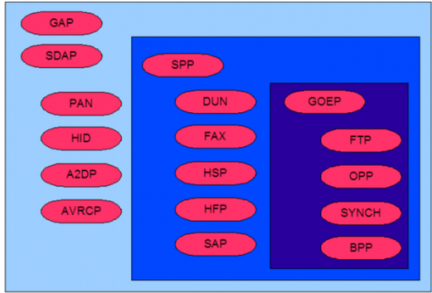 GAP
SDAP
PAN
HID
A2DP
AVRCP
SPP
DUN
FAX
HSP
HFP
SAP
GOEP
FTP
OPP
SYNCH
BPP